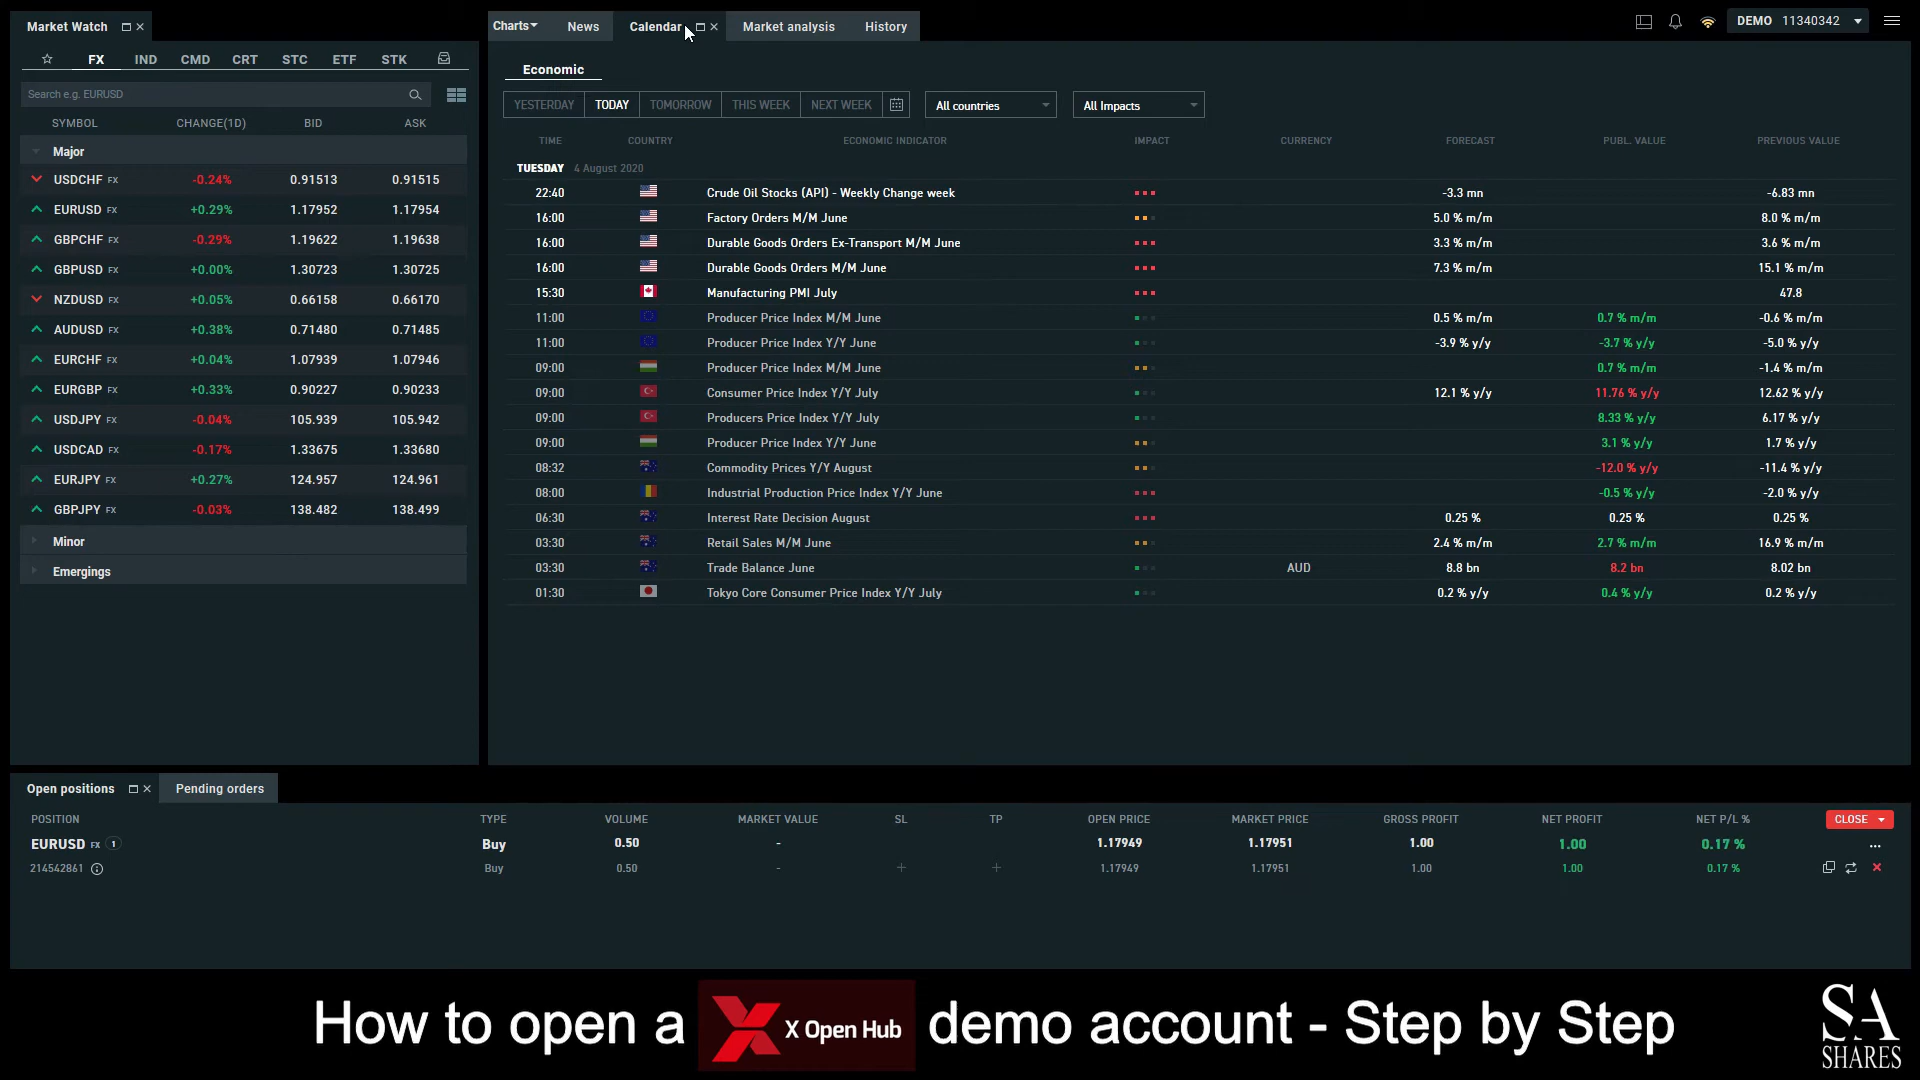 Market Watch
Charts News Calendar Market analysis History
DEMO 11340342
FX IND CMD CRT STC ETF STK
Search e.g. EURUSD
SYMBOL CHANGE(1D) BID ASK
Major
USDCHF FX -0.24% 0.91513 0.91515
EURUSD FX +0.29% 1.17952 1.17954
GBPCHF FX -0.29% 1.19622 1.19638
GBPUSD FX +0.00% 1.30723 1.30725
NZDUSD FX +0.05% 0.66158 0.66170
AUDUSD FX +0.38% 0.71480 0.71485
EURCHF FX +0.04% 1.07939 1.07946
EURGBP FX +0.33% 0.90227 0.90233
USDJPY FX -0.04% 105.939 105.942
USDCAD FX -0.17% 1.33675 1.33680
EURJPY FX +0.27% 124.957 124.961
GBPJPY FX -0.03% 138.482 138.499
Minor
Emergings
Economic
YESTERDAY TODAY TOMORROW THIS WEEK NEXT WEEK All countries All Impacts
TIME COUNTRY ECONOMIC INDICATOR IMPACT CURRENCY FORECAST PUBL. VALUE PREVIOUS VALUE
TUESDAY 4 August 2020
22:40 Crude Oil Stocks (API) - Weekly Change week -3.3 mn -6.83 mn
16:00 Factory Orders M/M June 5.0 % m/m 8.0 % m/m
16:00 Durable Goods Orders Ex-Transport M/M June 3.3 % m/m 3.6 % m/m
16:00 Durable Goods Orders M/M June 7.3 % m/m 15.1 % m/m
15:30 Manufacturing PMI July 47.8
11:00 Producer Price Index M/M June 0.5 % m/m 0.7 % m/m -0.6 % m/m
11:00 Producer Price Index Y/Y June -3.9 % y/y -3.7 % y/y -5.0 % y/y
09:00 Producer Price Index M/M June 0.7 % m/m -1.4 % m/m
09:00 Consumer Price Index Y/Y July 12.1 % y/y 11.76 % y/y 12.62 % y/y
09:00 Producers Price Index Y/Y July 8.33 % y/y 6.17 % y/y
09:00 Producer Price Index Y/Y June 3.1 % y/y 1.7 % y/y
08:32 Commodity Prices Y/Y August -12.0 % y/y -11.4 % y/y
08:00 Industrial Production Price Index Y/Y June -0.5 % y/y -2.0 % y/y
06:30 Interest Rate Decision August 0.25 % 0.25 % 0.25 %
03:30 Retail Sales M/M June 2.4 % m/m 2.7 % m/m 16.9 % m/m
03:30 Trade Balance June AUD 8.8 bn 8.2 bn 8.02 bn
01:30 Tokyo Core Consumer Price Index Y/Y July 0.2 % y/y 0.4 % y/y 0.2 % y/y
Open positions Pending orders
POSITION TYPE VOLUME MARKET VALUE SL TP OPEN PRICE MARKET PRICE GROSS PROFIT NET PROFIT NET P/L % CLOSE
EURUSD FX 1 Buy 0.50 - 1.17949 1.17951 1.00 1.00 0.17 % ...
214542861 Buy 0.50 - + + 1.17949 1.17951 1.00 1.00 0.17 %
How to open a X Open Hub demo account - Step by Step
SA
SHARES